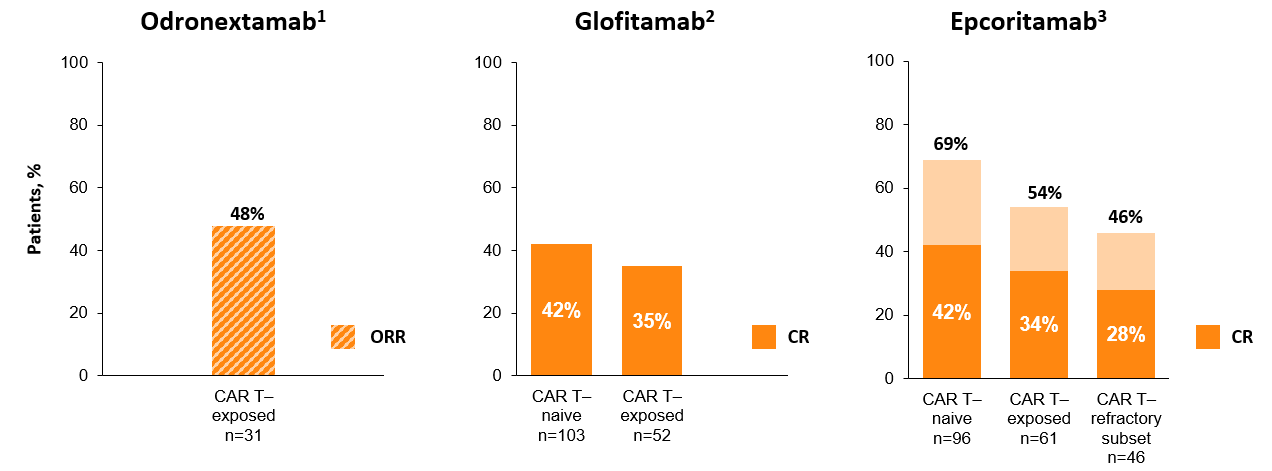 Odronextamab1
Patients, %
100
80
60
40
20
0
48%
ORR
CAR T–
exposed
n=31
Glofitamab2
100
80
60
40
20
0
42%
35%
CR
CAR T–
naive
n=103
CAR T–
exposed
n=52
Epcoritamab3
100
80
60
40
20
0
69%
54%
46%
42%
34%
28%
CR
CAR T–
naive
n=96
CAR T–
exposed
n=61
CAR T–
refractory
subset
n=46